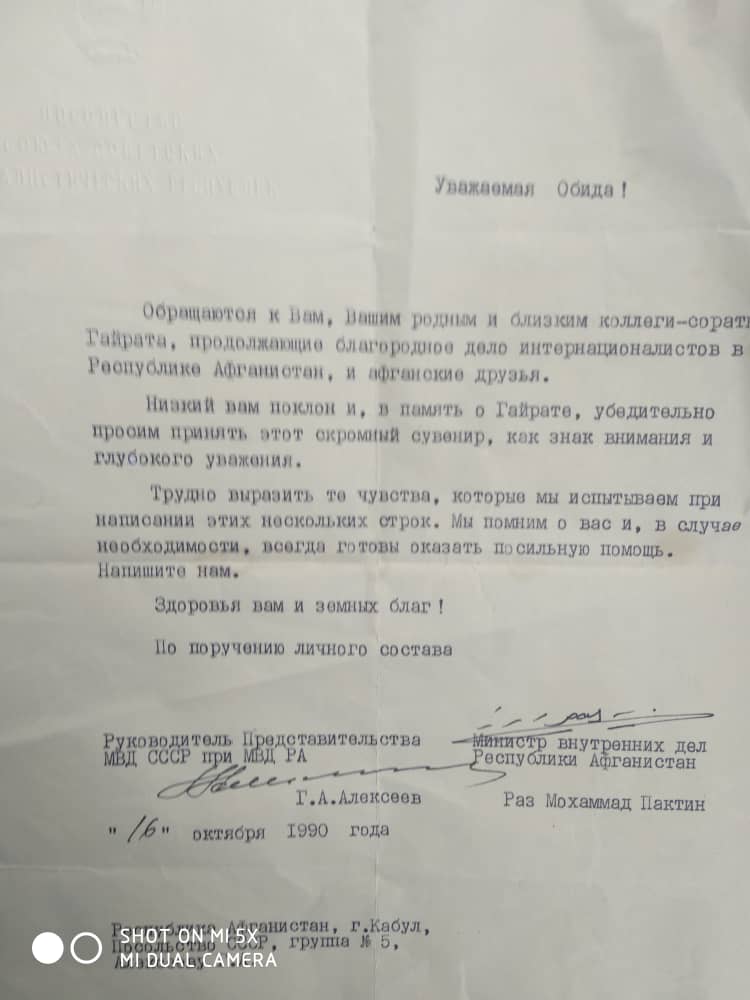 ПОСОЛЬСТВО
СОЮЗА СОВЕТСКИХ
Уважаемая Обида!
Обращаются к Вам, Вашим родным и близким коллеги-сорат
Гайрата, продолжающие благородное дело интернационалистов в
Республике Афганистан, и афганские друзья.
Низкий вам поклон и, в память о Гайрате, убедительно
просим принять этот скромный сувенир, как знак внимания и
глубокого уважения.
Трудно выразить те чувства, которые мы испытываем при
написании этих нескольких строк. Мы помним о вас и, в случае
необходимости, всегда готовы оказать посильную помощь.
Напишите нам.
Здоровья вам и земных благ!
По поручению личного состава
Руководитель Представительства
МВД СССР при МВД РА
Г.А.Алексеев
Министр внутренних дел
Республики Афганистан
Раз Мохаммад Пактин
"16" октября 1990 года
Республика Афганистан, г.Кабул,
Посольство СССР, группа № 5,
SHOT ON MI 5X
MI DUAL CAMERA